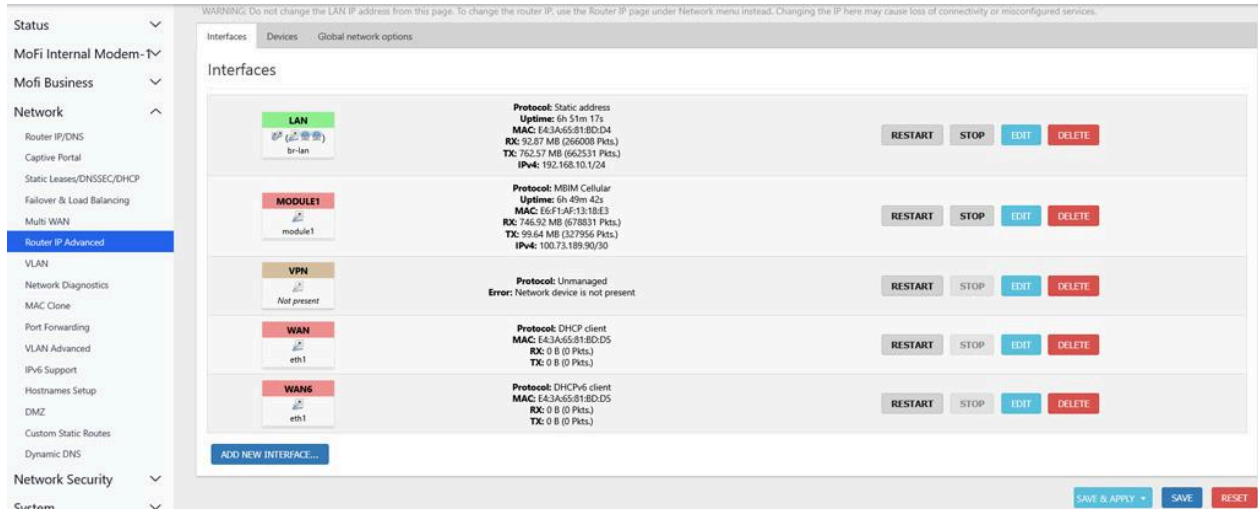 WARNING: Do not change the LAN IP address from this page. To change the router IP, use the Router IP page under Network menu instead. Changing the IP here may cause loss of connectivity or misconfigured services.
Status
MoFi Internal Modem-1
Mofi Business
Network
Router IP/DNS
Captive Portal
Static Leases/DNSSEC/DHCP
Failover & Load Balancing
Multi WAN
Router IP Advanced
VLAN
Network Diagnostics
MAC Clone
Port Forwarding
VLAN Advanced
IPv6 Support
Hostnames Setup
DMZ
Custom Static Routes
Dynamic DNS
Network Security
System
Interfaces Devices Global network options
Interfaces
LAN
br-lan
Protocol: Static address
Uptime: 6h 51m 17s
MAC: E4:3A:65:81:BD:D4
RX: 92.87 MB (266008 Pkts.)
TX: 762.57 MB (662531 Pkts.)
IPv4: 192.168.10.1/24
RESTART STOP EDIT DELETE
MODULE1
module1
Protocol: MBIM Cellular
Uptime: 6h 49m 42s
MAC: E6:F1:AF:13:18:E3
RX: 746.92 MB (678831 Pkts.)
TX: 99.64 MB (327956 Pkts.)
IPv4: 100.73.189.90/30
RESTART STOP EDIT DELETE
VPN
Not present
Protocol: Unmanaged
Error: Network device is not present
RESTART STOP EDIT DELETE
WAN
eth1
Protocol: DHCP client
MAC: E4:3A:65:81:BD:D5
RX: 0 B (0 Pkts.)
TX: 0 B (0 Pkts.)
RESTART STOP EDIT DELETE
WAN6
eth1
Protocol: DHCPv6 client
MAC: E4:3A:65:81:BD:D5
RX: 0 B (0 Pkts.)
TX: 0 B (0 Pkts.)
RESTART STOP EDIT DELETE
ADD NEW INTERFACE...
SAVE & APPLY SAVE RESET